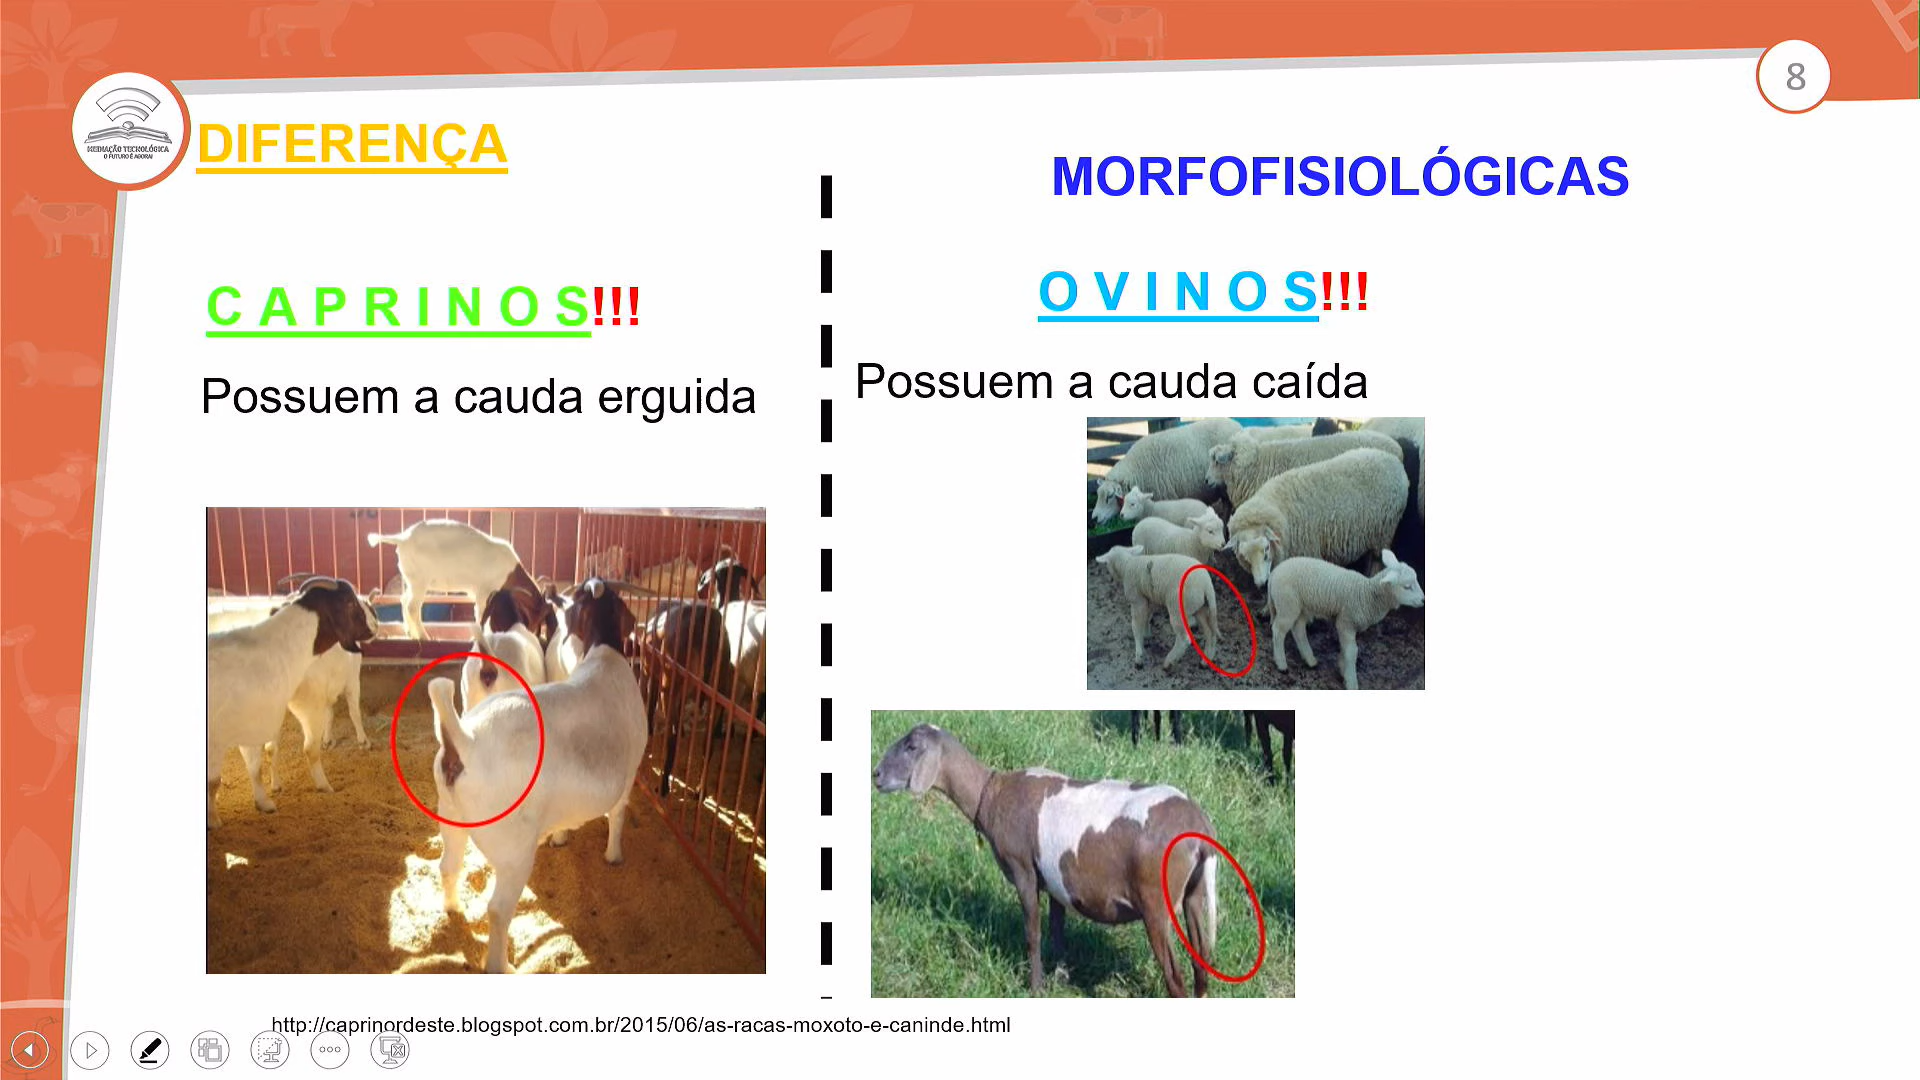 8
MEDIAÇÃO TECNOLÓGICA
O FUTURO É AGORA!
DIFERENÇA
MORFOFISIOLÓGICAS
C A P R I N O S!!!
O V I N O S!!!
Possuem a cauda erguida
Possuem a cauda caída
http://caprinordeste.blogspot.com.br/2015/06/as-racas-moxoto-e-caninde.html